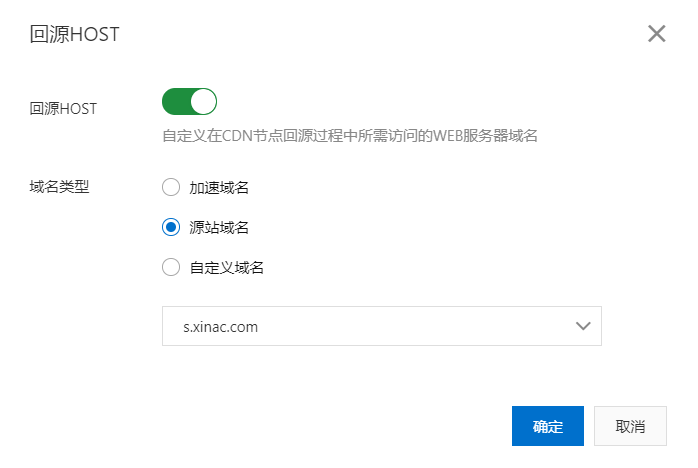 回源HOST
回源HOST
自定义在CDN节点回源过程中所需访问的WEB服务器域名
域名类型
加速域名
源站域名
自定义域名
s.xinac.com
确定
取消